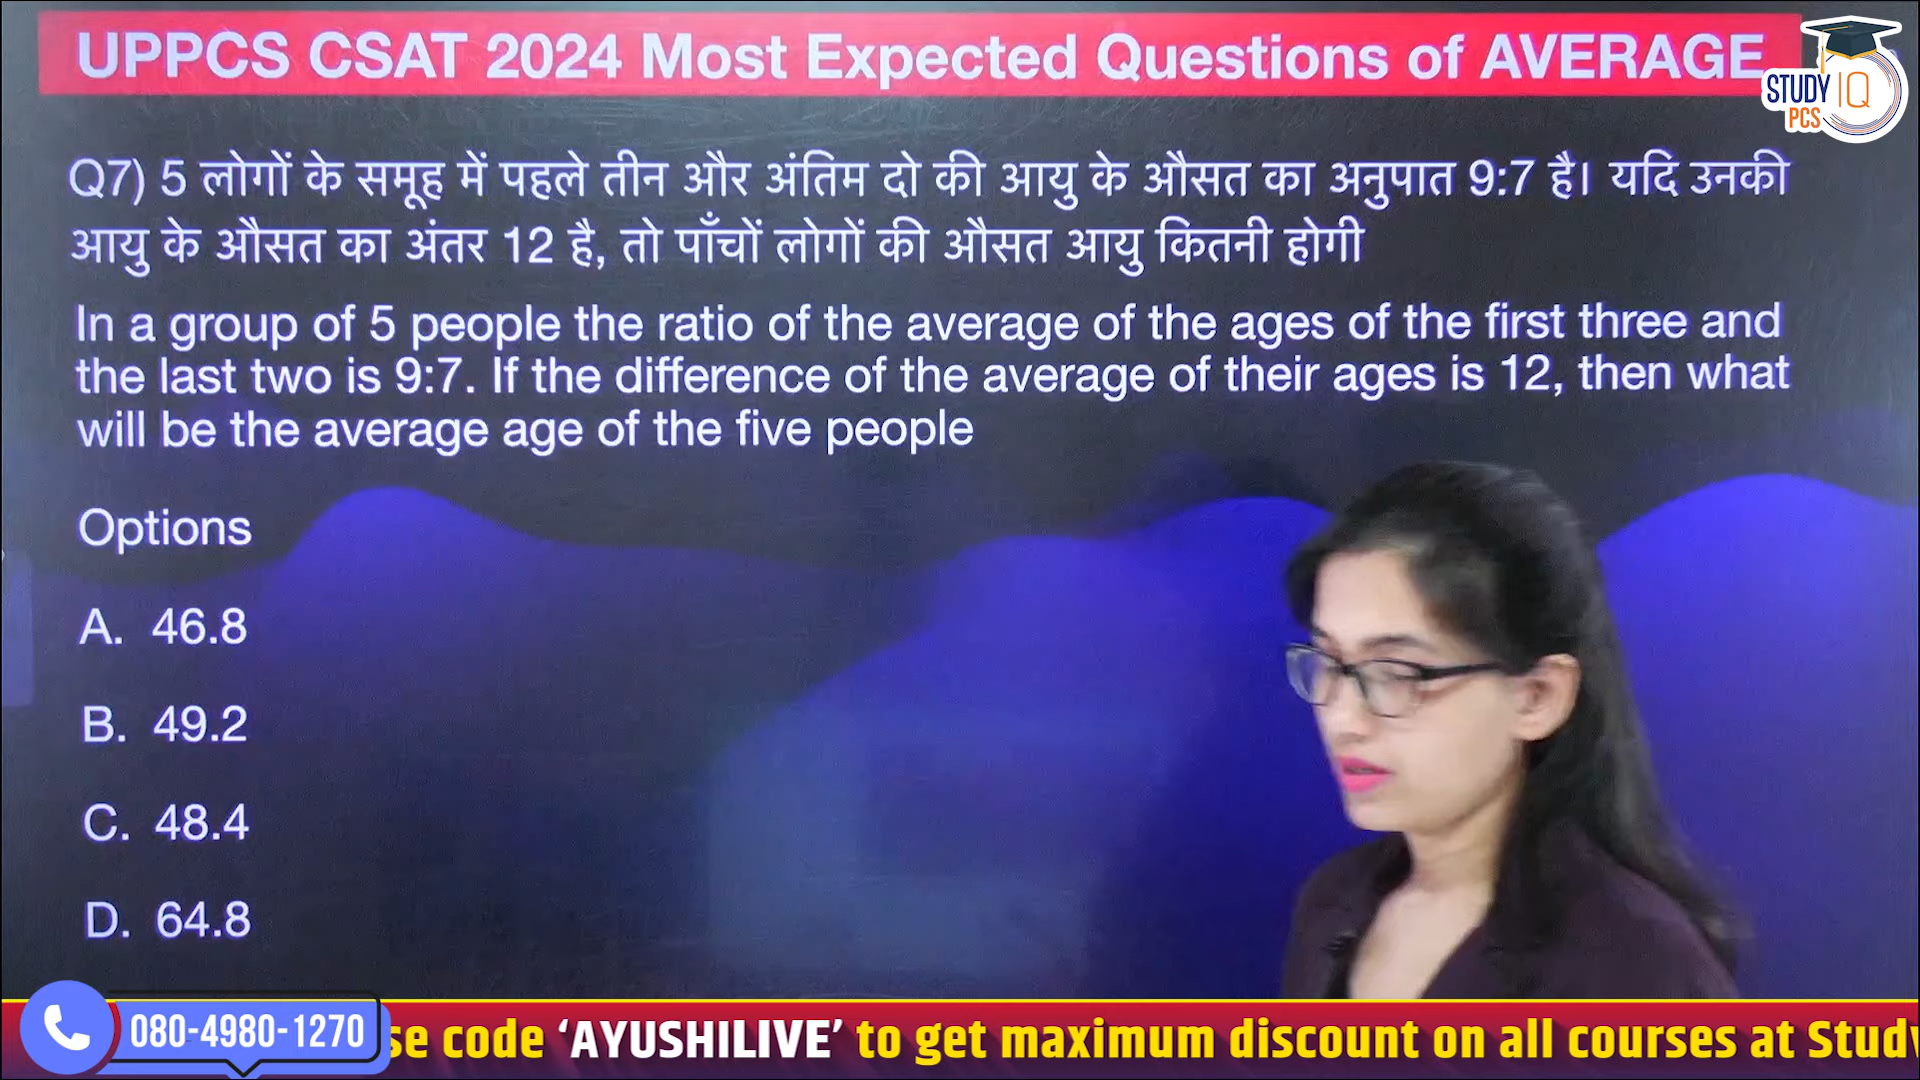 UPPCS CSAT 2024 Most Expected Questions of AVERAGE
STUDY IQ
PCS
Q7) 5 लोगों के समूह में पहले तीन और अंतिम दो की आयु के औसत का अनुपात 9:7 है। यदि उनकी
आयु के औसत का अंतर 12 है, तो पाँचों लोगों की औसत आयु कितनी होगी
In a group of 5 people the ratio of the average of the ages of the first three and
the last two is 9:7. If the difference of the average of their ages is 12, then what
will be the average age of the five people
Options
A. 46.8
B. 49.2
C. 48.4
D. 64.8
080-4980-1270
se code ‘AYUSHILIVE’ to get maximum discount on all courses at Study